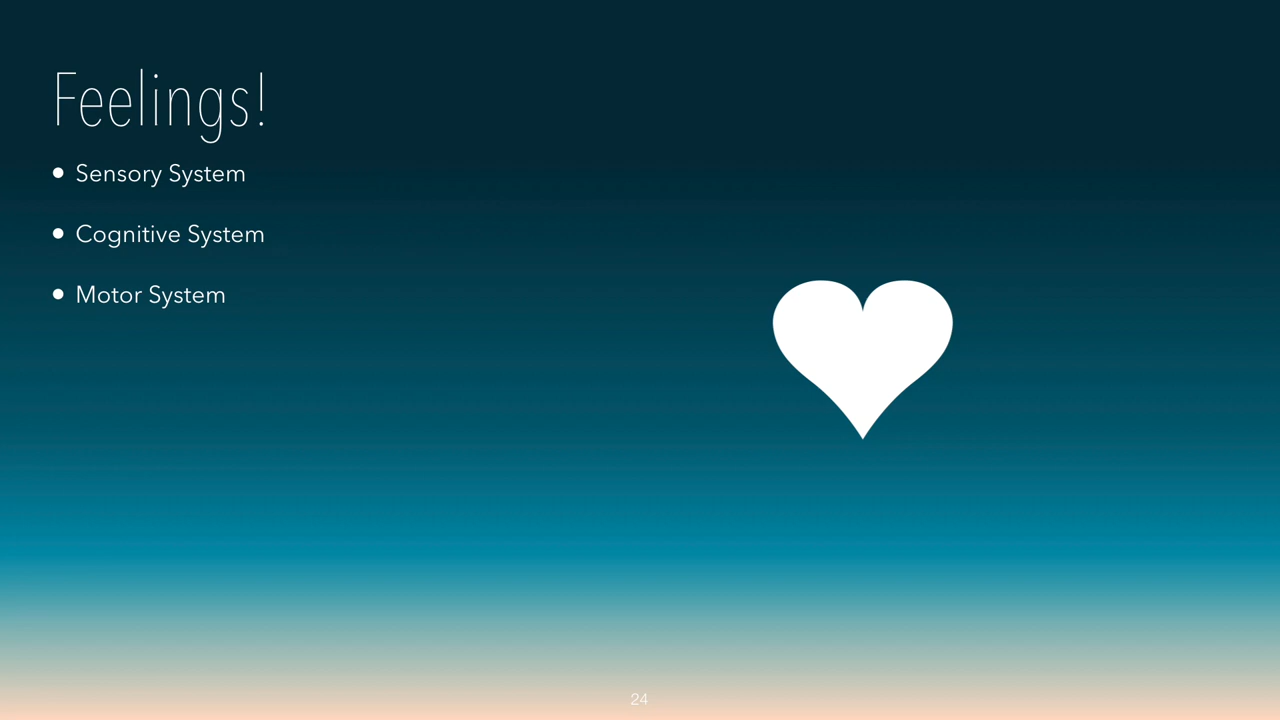 Feelings!
• Sensory System
• Cognitive System
• Motor System
24